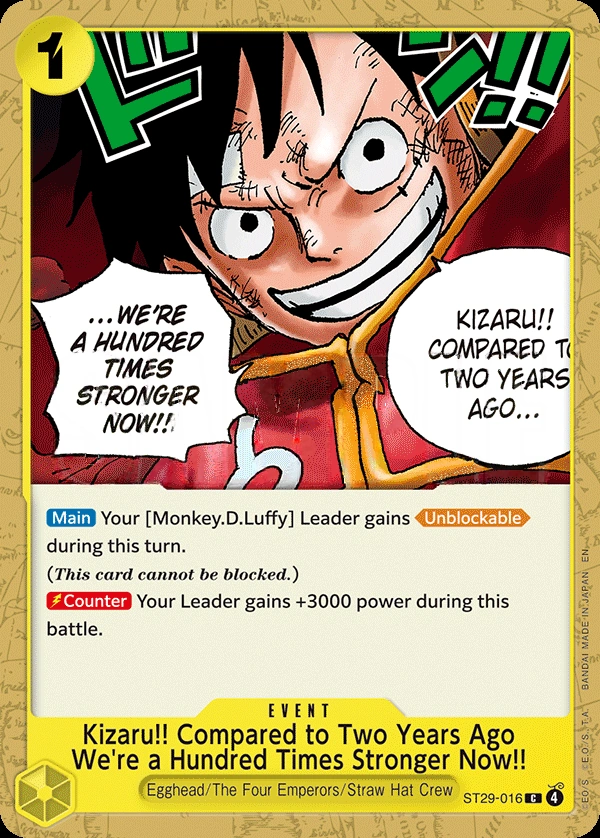 1
ド
!!
...WE'RE
A HUNDRED
TIMES
STRONGER
NOW!!
KIZARU!!
COMPARED TO
TWO YEARS
AGO...
Main Your [Monkey.D.Luffy] Leader gains Unblockable
during this turn.
(This card cannot be blocked.)
Counter Your Leader gains +3000 power during this
battle.
EVENT
Kizaru!! Compared to Two Years Ago
We're a Hundred Times Stronger Now!!
Egghead/The Four Emperors/Straw Hat Crew
ST29-016 C 4
©E.O/S. ©E.O./S.,T.A. BANDAI MADE IN JAPAN EN